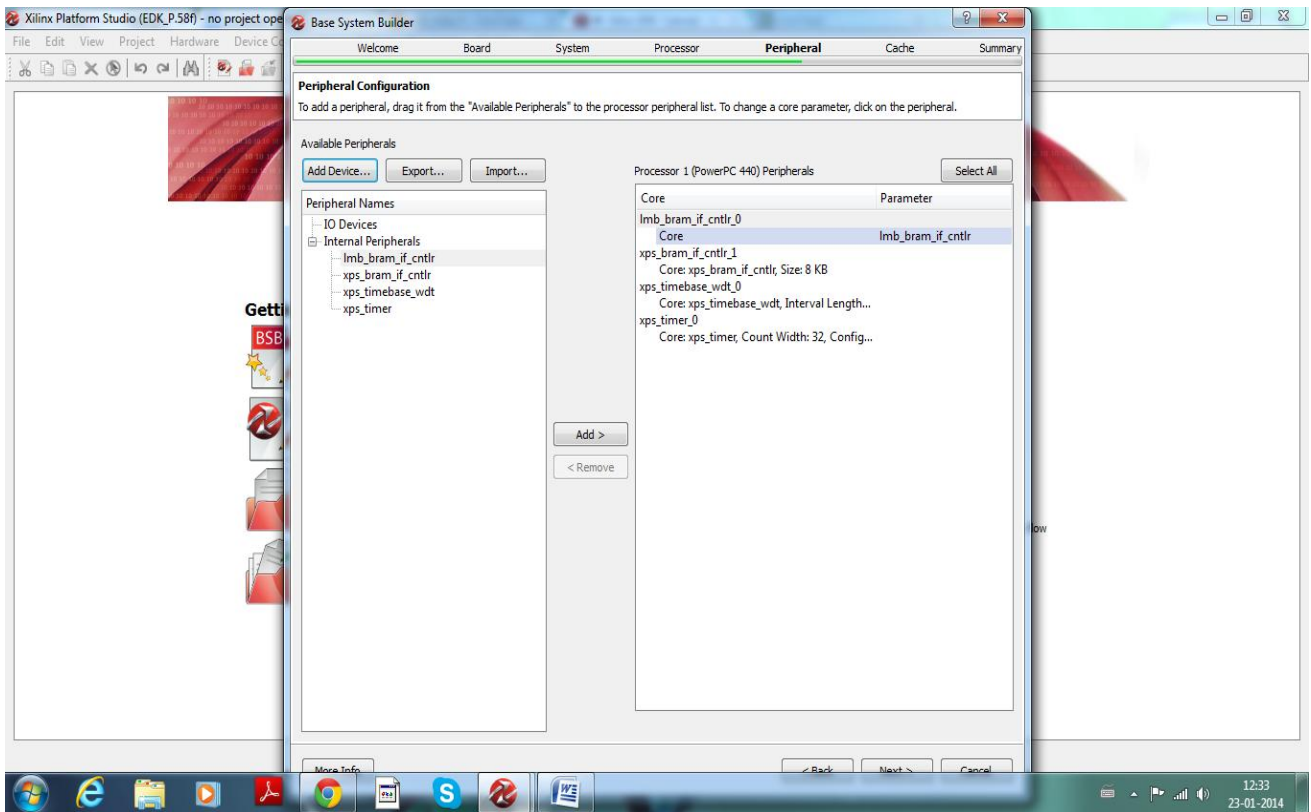 Xilinx Platform Studio (EDK_P.58f) - no project ope
File Edit View Project Hardware Device Co
Base System Builder
Welcome Board System Processor Peripheral Cache Summary
Peripheral Configuration
To add a peripheral, drag it from the "Available Peripherals" to the processor peripheral list. To change a core parameter, click on the peripheral.
Available Peripherals
Add Device... Export... Import...
Peripheral Names
IO Devices
Internal Peripherals
lmb_bram_if_cntlr
xps_bram_if_cntlr
xps_timebase_wdt
xps_timer
Add >
< Remove
Processor 1 (PowerPC 440) Peripherals Select All
Core Parameter
lmb_bram_if_cntlr_0
Core lmb_bram_if_cntlr
xps_bram_if_cntlr_1
Core: xps_bram_if_cntlr, Size: 8 KB
xps_timebase_wdt_0
Core: xps_timebase_wdt, Interval Length...
xps_timer_0
Core: xps_timer, Count Width: 32, Config...
Getti
BSB
low
More Info < Back Next > Cancel
12:33
23-01-2014